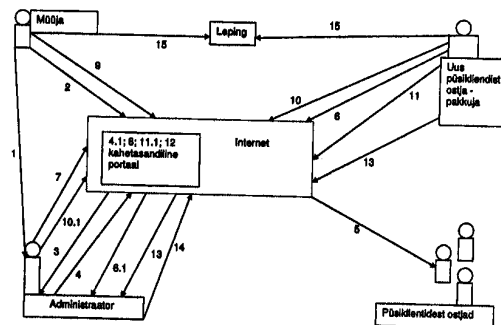 Müüja
15
Leping
15
9
2
10
6
11
Uus
püsikliendist
ostja -
pakkuja
1
4.1; 8; 11.1; 12
kahetasandiline
portaal
Internet
13
7
10.1
3
4
6.1
13
14
5
Administraator
Püsiklientidest ostjad